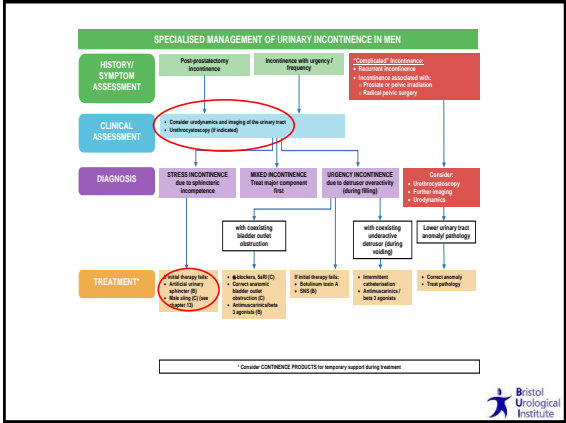 SPECIALISED MANAGEMENT OF URINARY INCONTINENCE IN MEN
HISTORY/
SYMPTOM
ASSESSMENT
Post-prostatectomy
incontinence
Incontinence with urgency /
frequency
"Complicated" Incontinence:
• Recurrent incontinence
• Incontinence associated with:
o Prostate or pelvic irradiation
o Radical pelvic surgery
CLINICAL
ASSESSMENT
• Consider urodynamics and imaging of the urinary tract
• Urethrocystoscopy (if indicated)
DIAGNOSIS
STRESS INCONTINENCE
due to sphincteric
incompetence
MIXED INCONTINENCE
Treat major component
first
URGENCY INCONTINENCE
due to detrusor overactivity
(during filling)
Consider:
• Urethrocystoscopy
• Further imaging
• Urodynamics
with coexisting
bladder outlet
obstruction
with coexisting
underactive
detrusor (during
voiding)
Lower urinary tract
anomaly/ pathology
TREATMENT*
If initial therapy fails:
• Artificial urinary
sphincter (B)
• Male sling (C) (see
chapter 13)
• -blockers, 5aRI (C)
• Correct anatomic
bladder outlet
obstruction (C)
• Antimuscarinics/beta
3 agonists (B)
If initial therapy fails:
• Botulinum toxin A
• SNS (B)
• Intermittent
catheterisation
• Antimuscarinics /
beta 3 agonists
• Correct anomaly
• Treat pathology
* Consider CONTINENCE PRODUCTS for temporary support during treatment
Bristol
Urological
Institute